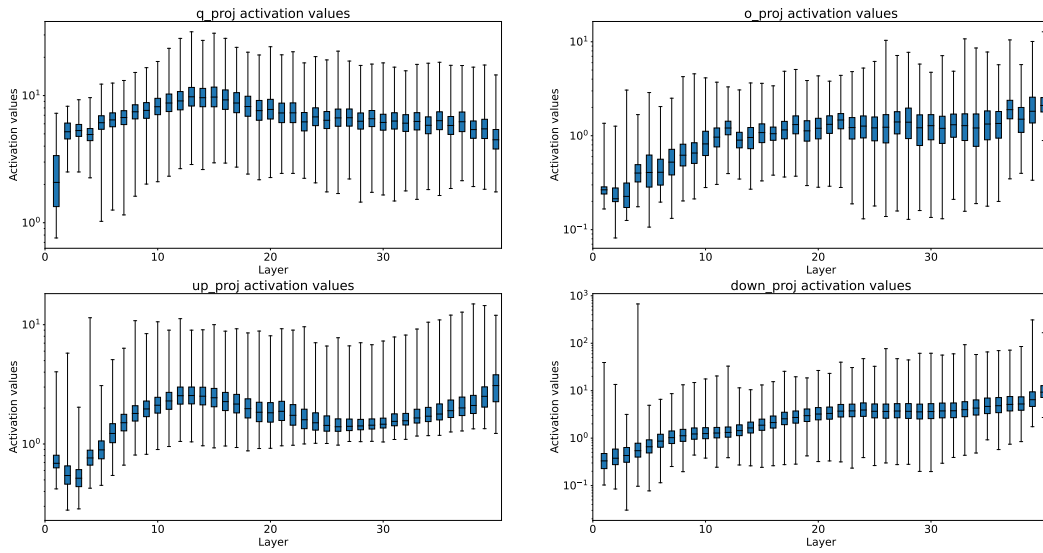 q_proj activation values
Activation values
10¹
10⁰
0 10 20 30
Layer
o_proj activation values
Activation values
10¹
10⁰
10⁻¹
0 10 20 30
Layer
up_proj activation values
Activation values
10¹
10⁰
0 10 20 30
Layer
down_proj activation values
Activation values
10³
10²
10¹
10⁰
10⁻¹
0 10 20 30
Layer